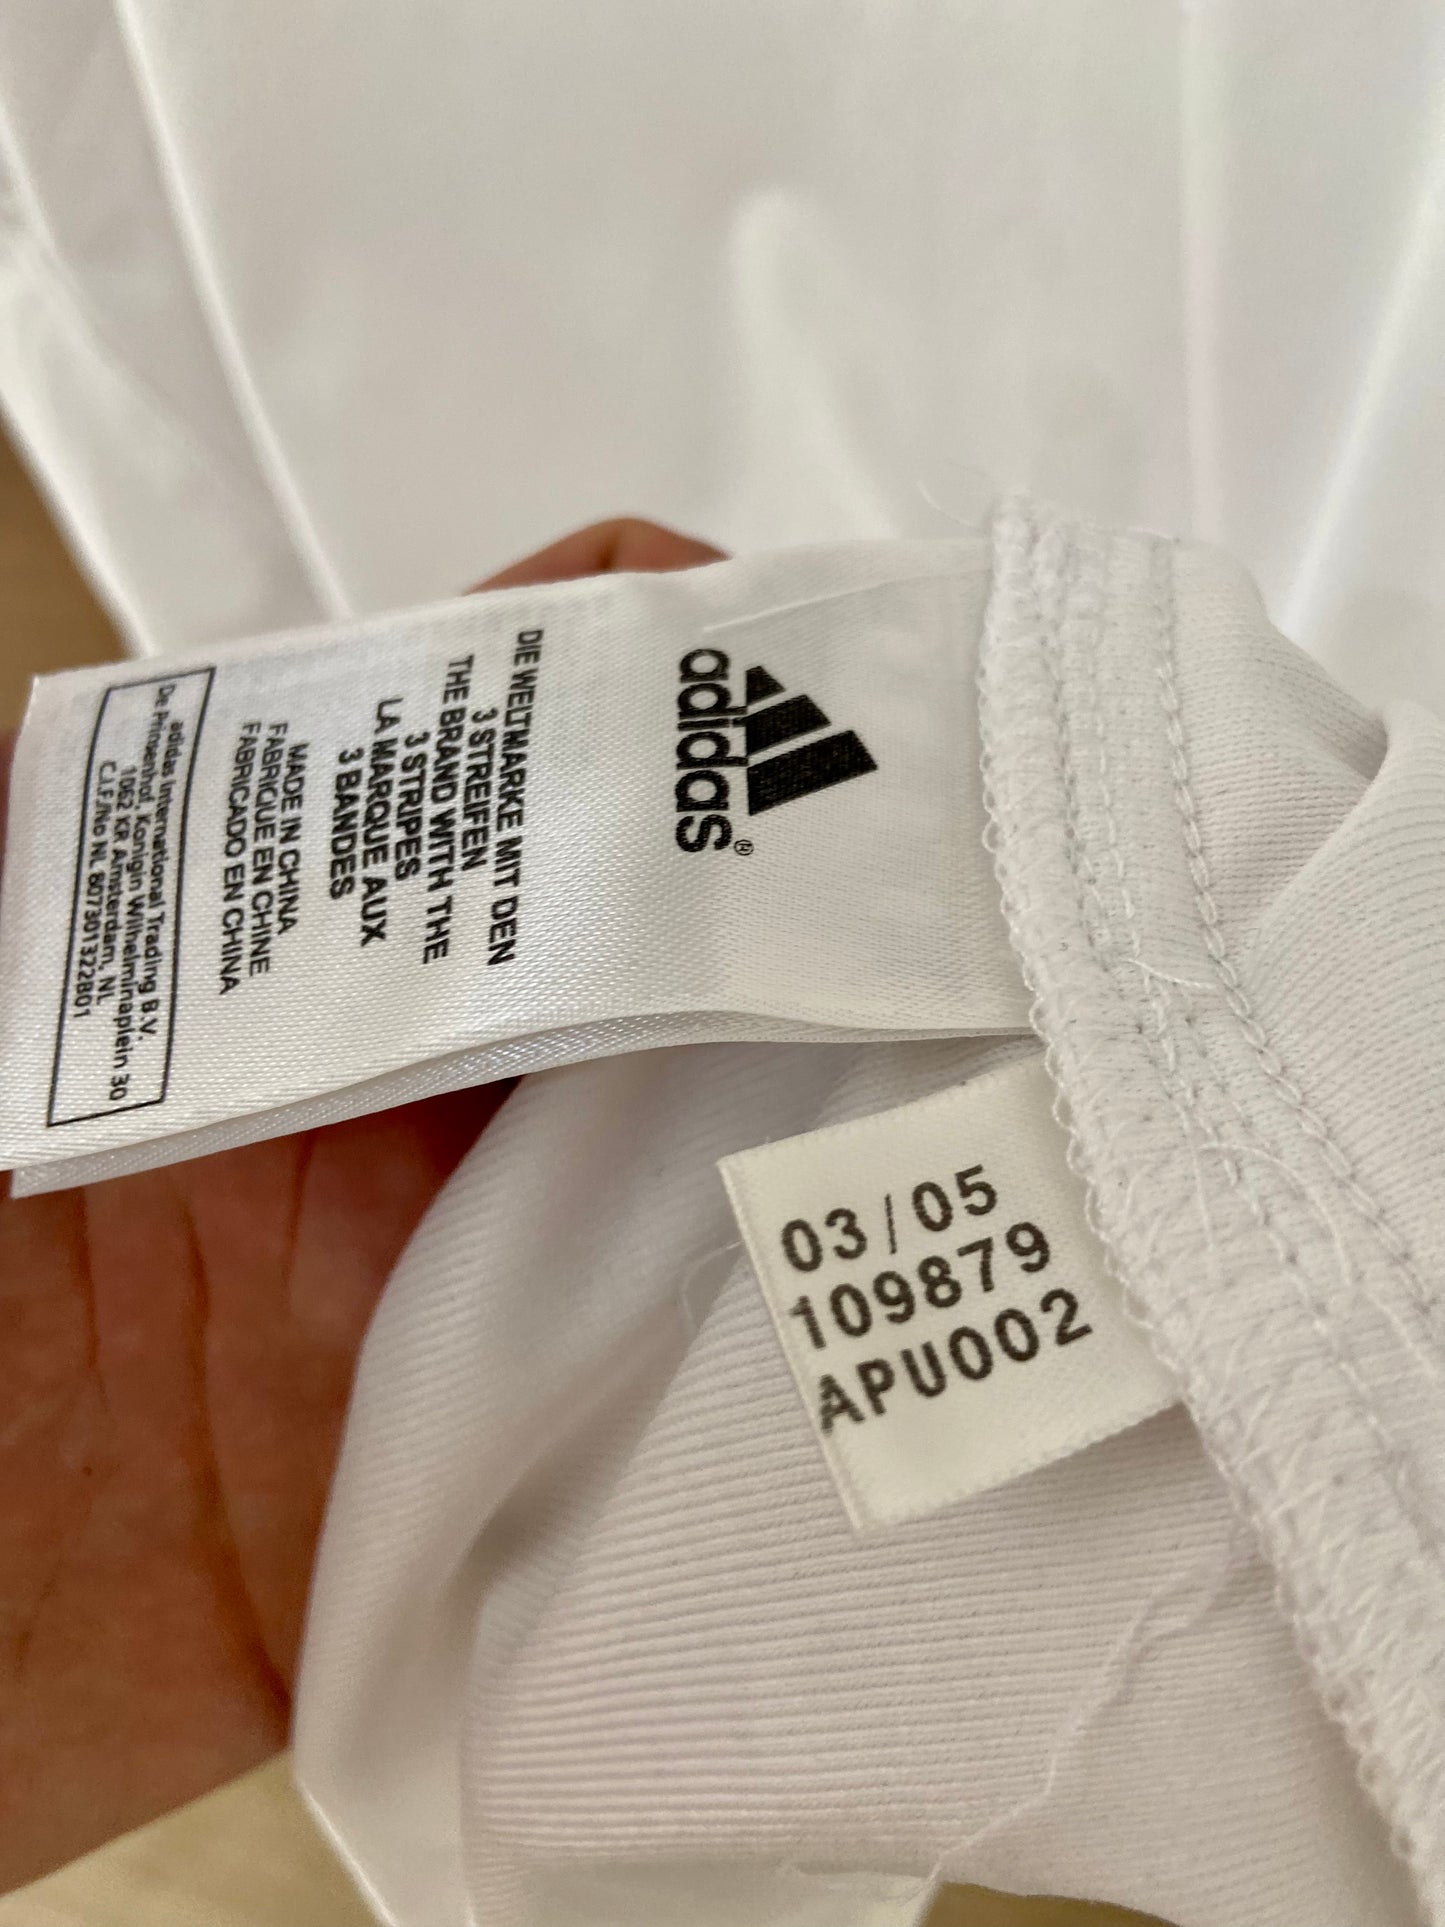 adidas®
DIE WELTMARKE MIT DEN
3 STREIFEN
THE BRAND WITH THE
3 STRIPES
LA MARQUE AUX
3 BANDES
MADE IN CHINA
FABRIQUE EN CHINE
FABRICADO EN CHINA
adidas International Trading B.V.
De Prinsenhof, Konigin Wilhelminaplein 30
1062 KR Amsterdam, NL
C.I.F./No NL 807301322B01
03/05
109879
APU002